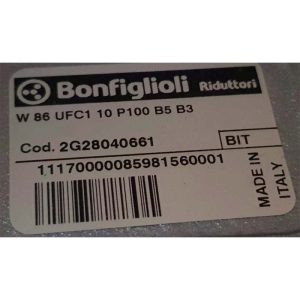 Bonfiglioli Riduttori
W 86 UFC1 10 P100 B5 B3
Cod. 2G28040661
BIT
11170000085981560001
MADE IN
ITALY